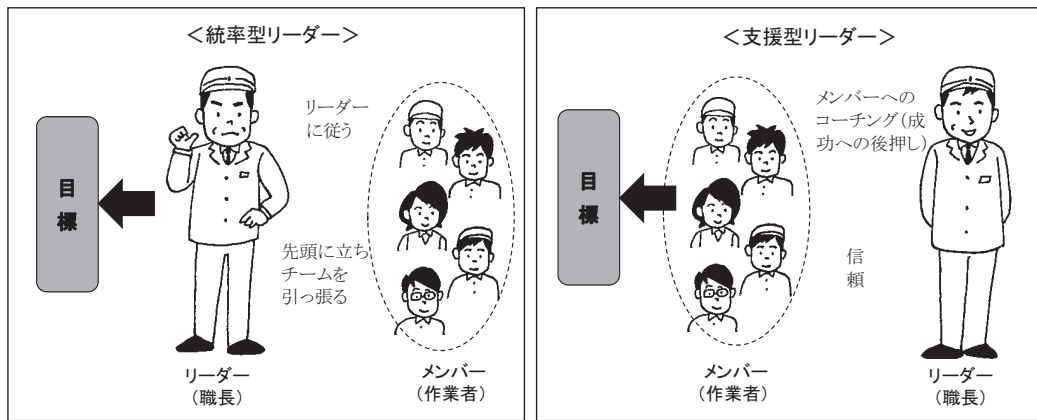 ＜統率型リーダー＞
リーダー
に従う
目
標
先頭に立ち
チームを
引っ張る
リーダー
（職長）
メンバー
（作業者）
＜支援型リーダー＞
目
標
メンバーへの
コーチング（成
功への後押し）
信
頼
メンバー
（作業者）
リーダー
（職長）